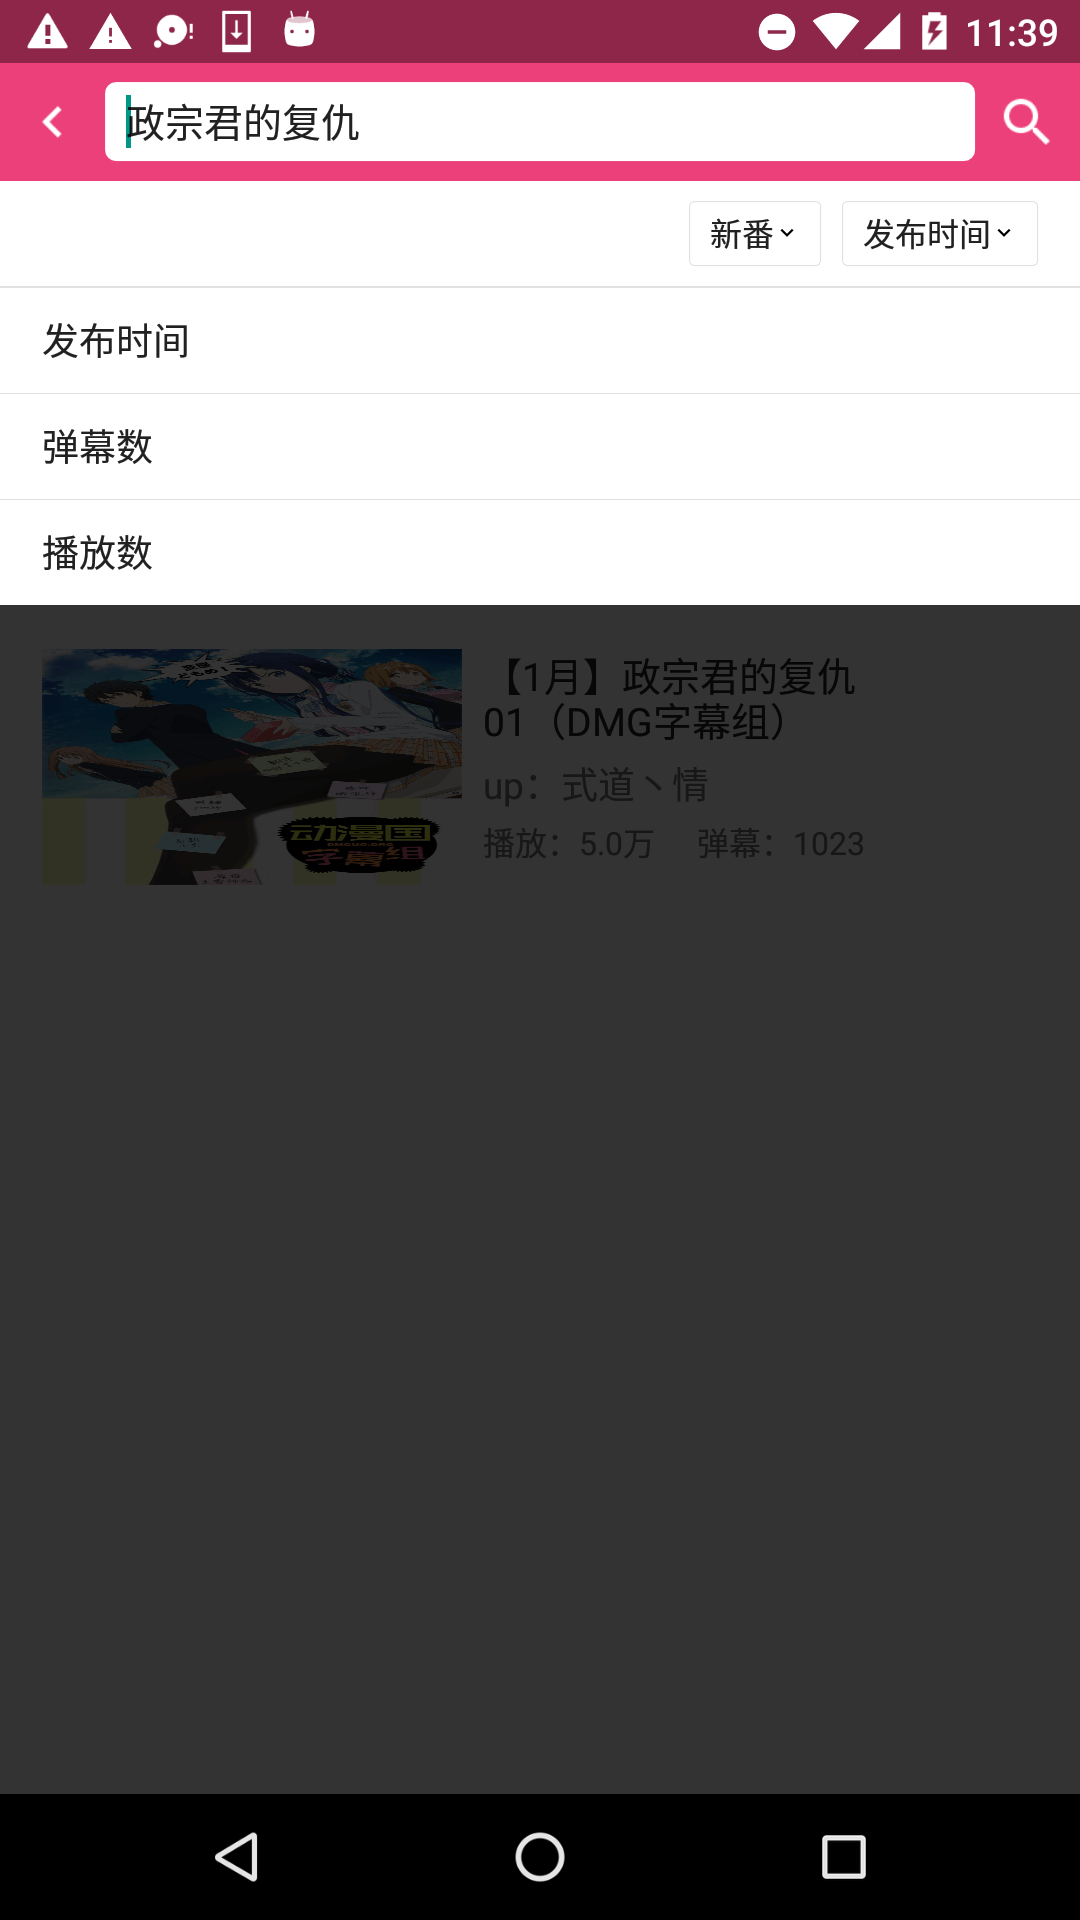 11:39
政宗君的复仇
新番 发布时间
发布时间
弹幕数
播放数
【1月】政宗君的复仇
01（DMG字幕组）
up：式道丶情
播放：5.0万 弹幕：1023
动漫国
字幕组